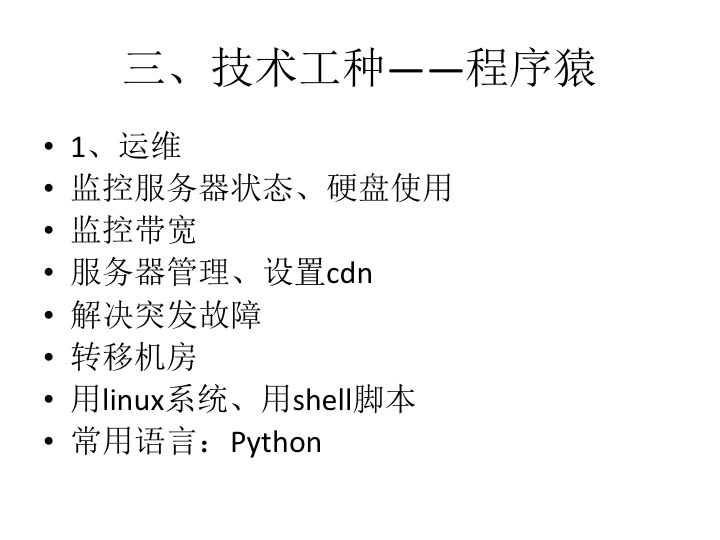 三、技术工种——程序猿
• 1、运维
• 监控服务器状态、硬盘使用
• 监控带宽
• 服务器管理、设置cdn
• 解决突发故障
• 转移机房
• 用linux系统、用shell脚本
• 常用语言：Python